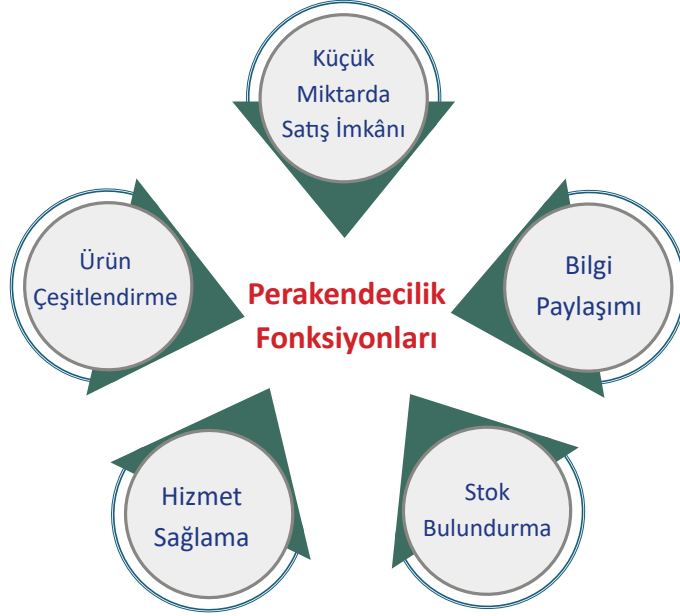 Küçük
Miktarda
Satış İmkânı
Ürün
Çeşitlendirme
Perakendecilik
Fonksiyonları
Bilgi
Paylaşımı
Hizmet
Sağlama
Stok
Bulundurma